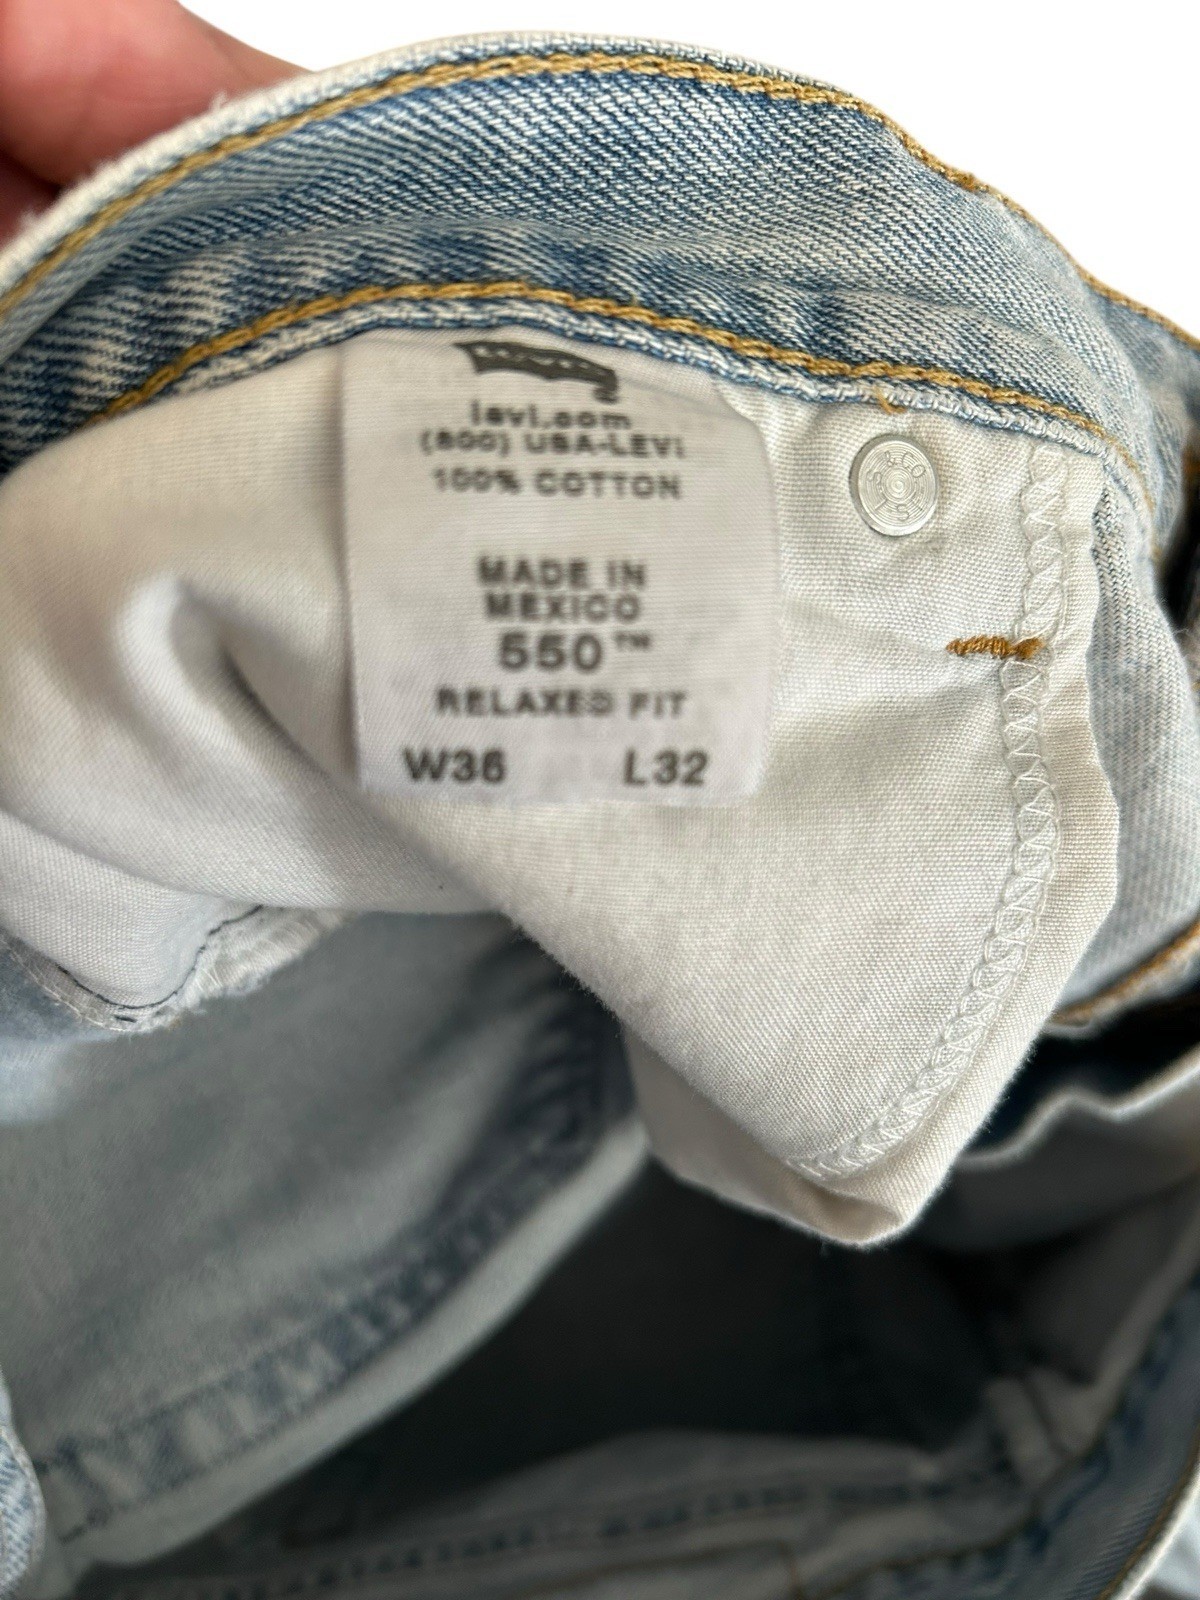 levi.com
(800) USA-LEVI
100% COTTON
MADE IN
MEXICO
550™
RELAXED FIT
W36 L32